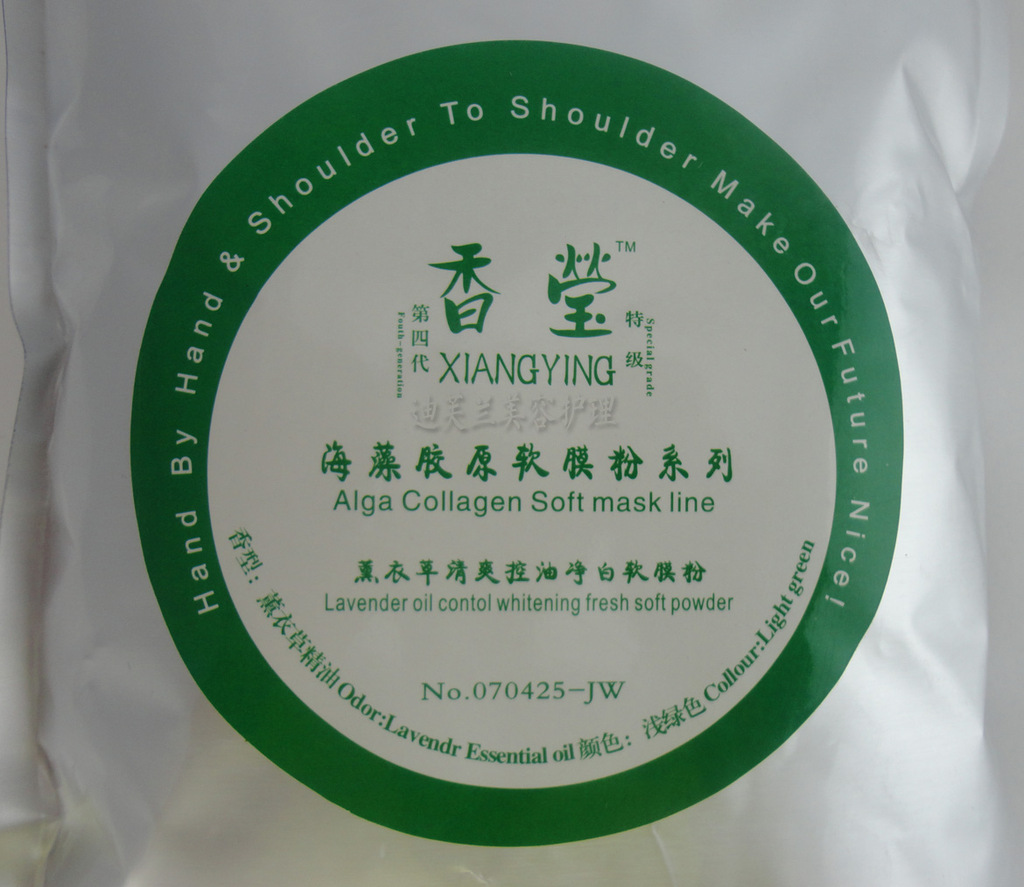 Hand By Hand & Shoulder To Shoulder Make Our Future Nice!
香瑩™
第四代
Fouth-generation
特级
Special grade
XIANGYING
迪芙兰美容护理
海藻胶原软膜粉系列
Alga Collagen Soft mask line
薰衣草清爽控油净白软膜粉
Lavender oil contol whitening fresh soft powder
No.070425-JW
香型：薰衣草精油 Odor:Lavendr Essential oil 颜色：浅绿色 Collour:Light green